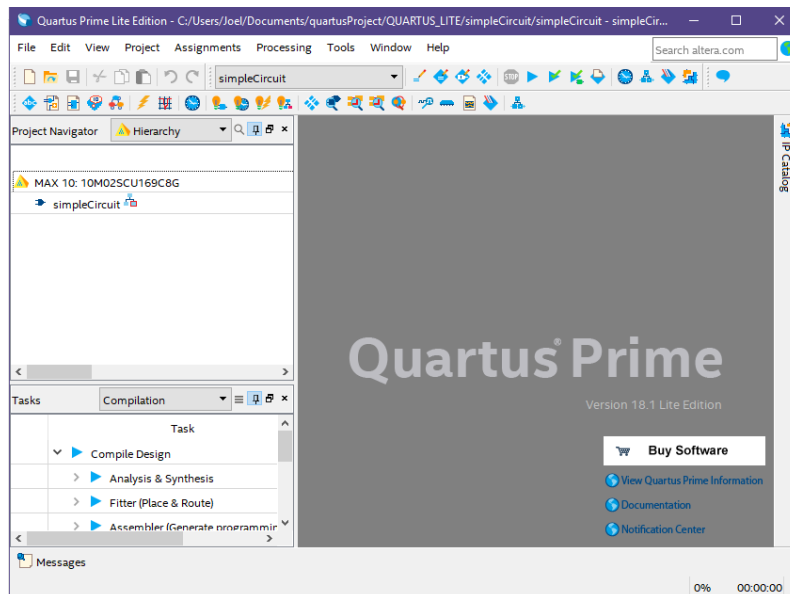 Quartus Prime Lite Edition - C:/Users/Joel/Documents/quartusProject/QUARTUS_LITE/simpleCircuit/simpleCircuit - simpleCir...
File Edit View Project Assignments Processing Tools Window Help
Search altera.com
simpleCircuit
STOP
Project Navigator Hierarchy
IP Catalog
MAX 10: 10M02SCU169C8G
simpleCircuit
Quartus® Prime
Version 18.1 Lite Edition
Tasks Compilation
Task
Compile Design
Analysis & Synthesis
Fitter (Place & Route)
Assembler (Generate programmin
Buy Software
View Quartus Prime Information
Documentation
Notification Center
Messages
0% 00:00:00